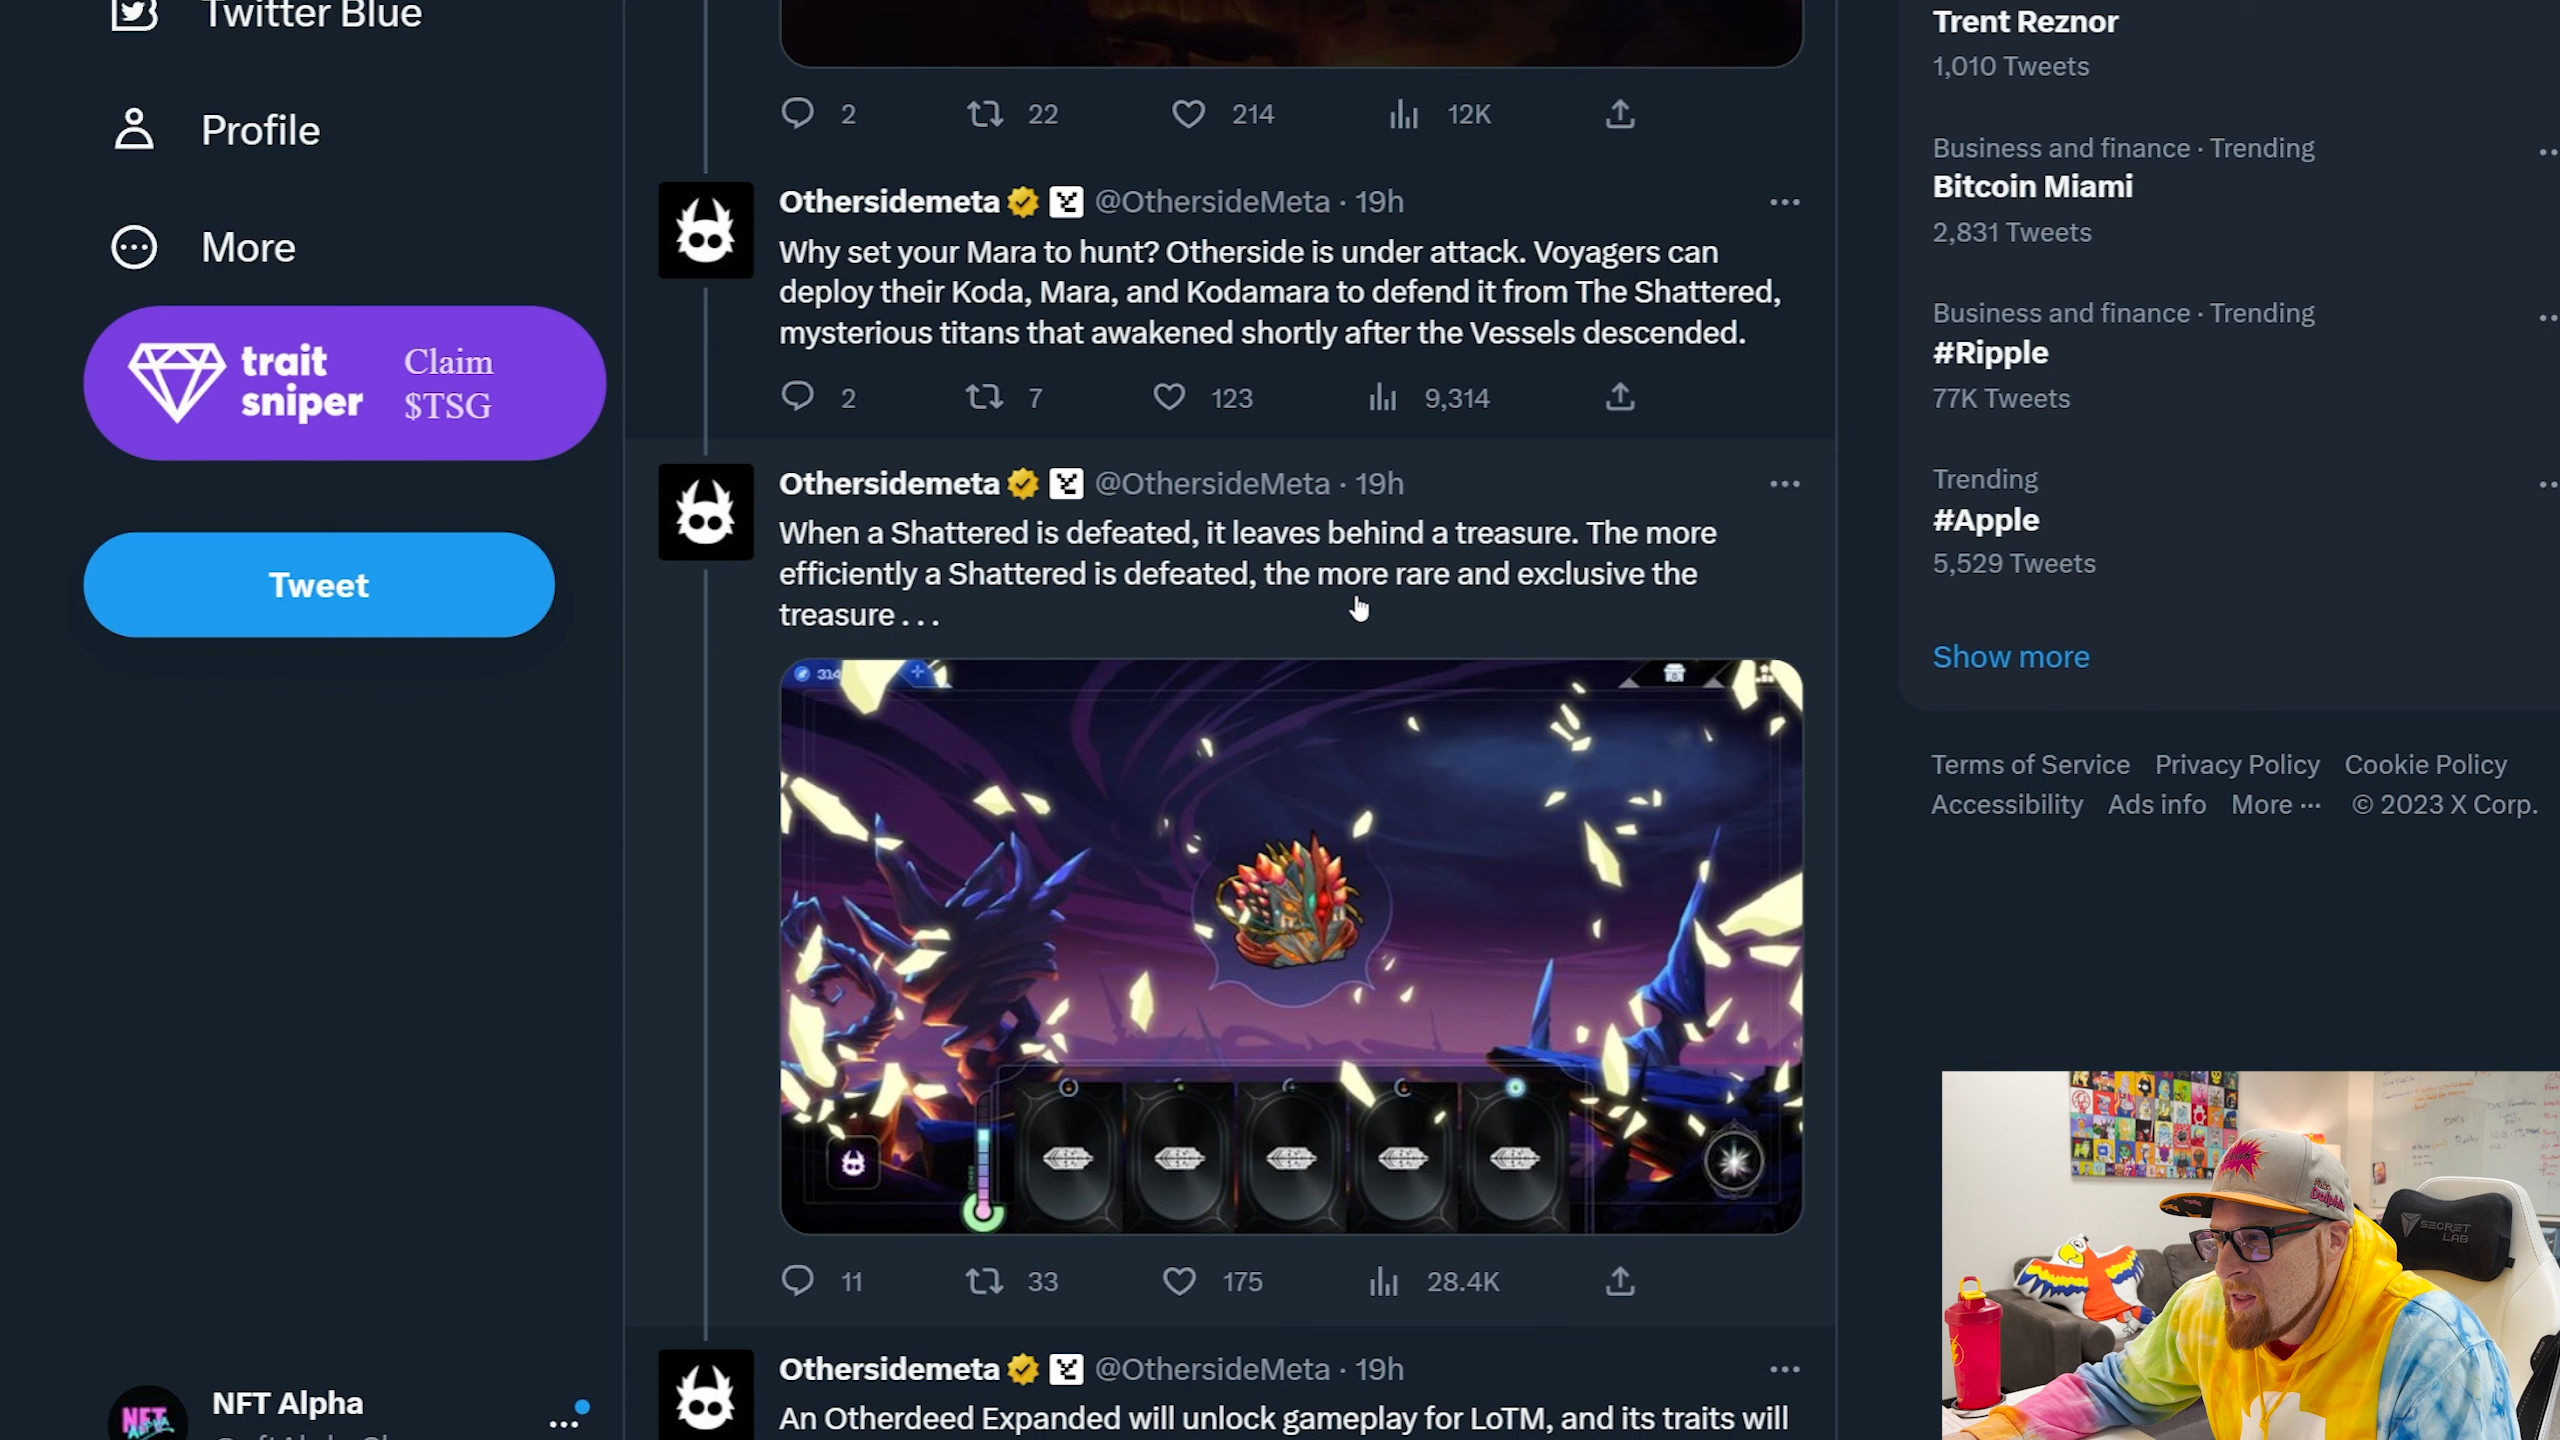 Twitter Blue
Profile
More
trait sniper
Claim $TSG
Tweet
NFT Alpha
2 22 214 12K
Othersidemeta @OthersideMeta · 19h
Why set your Mara to hunt? Otherside is under attack. Voyagers can
deploy their Koda, Mara, and Kodamara to defend it from The Shattered,
mysterious titans that awakened shortly after the Vessels descended.
2 7 123 9,314
Othersidemeta @OthersideMeta · 19h
When a Shattered is defeated, it leaves behind a treasure. The more
efficiently a Shattered is defeated, the more rare and exclusive the
treasure . . .
11 33 175 28.4K
Othersidemeta @OthersideMeta · 19h
An Otherdeed Expanded will unlock gameplay for LoTM, and its traits will
Trent Reznor
1,010 Tweets
Business and finance · Trending
Bitcoin Miami
2,831 Tweets
Business and finance · Trending
#Ripple
77K Tweets
Trending
#Apple
5,529 Tweets
Show more
Terms of Service Privacy Policy Cookie Policy
Accessibility Ads info More ··· © 2023 X Corp.
SECRET
LAB